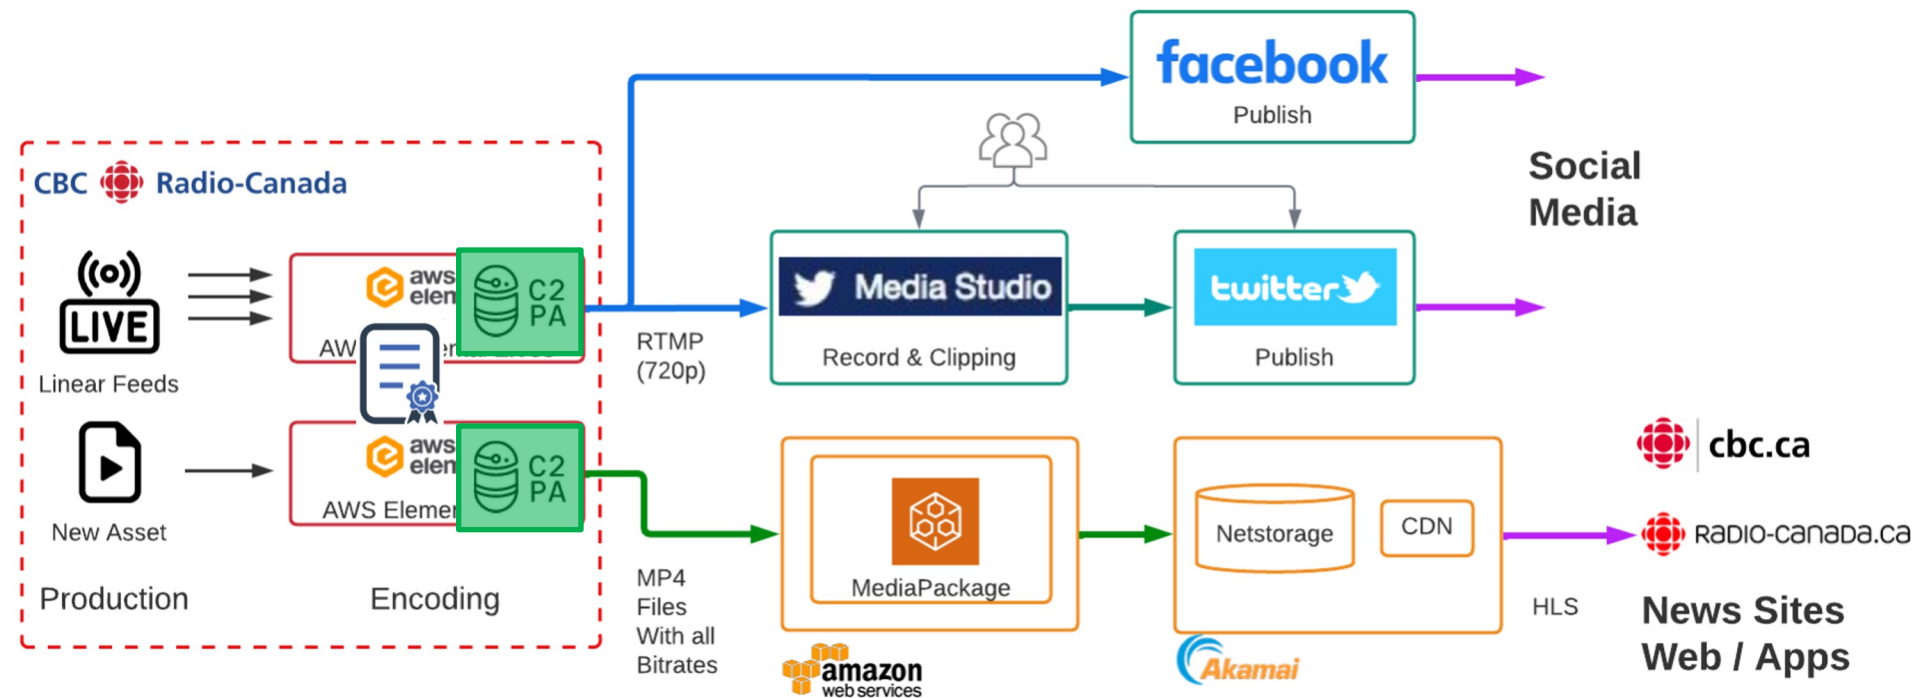 facebook
Publish
Social
Media
CBC Radio-Canada
LIVE
Linear Feeds
aws
elem
C2
PA
RTMP
(720p)
Media Studio
Record & Clipping
twitter
Publish
New Asset
aws
elem
AWS Elemen
C2
PA
Production
Encoding
MP4
Files
With all
Bitrates
MediaPackage
amazon
web services
Netstorage
CDN
Akamai
HLS
cbc.ca
RADIO-CANADA.CA
News Sites
Web / Apps